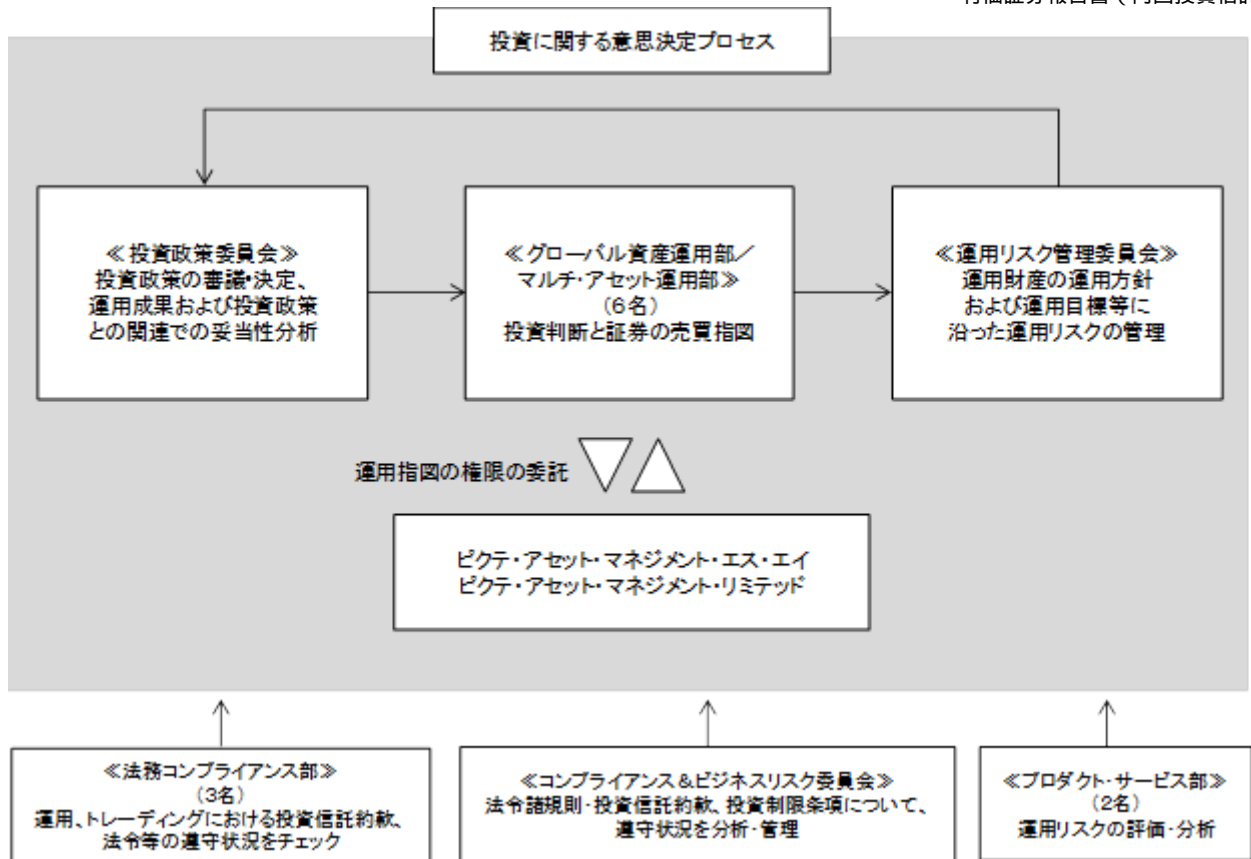 有価証券報告書（内国投資信託
投資に関する意思決定プロセス
≪投資政策委員会≫
投資政策の審議・決定、
運用成果および投資政策
との関連での妥当性分析
≪グローバル資産運用部／
マルチ・アセット運用部≫
（6名）
投資判断と証券の売買指図
≪運用リスク管理委員会≫
運用財産の運用方針
および運用目標等に
沿った運用リスクの管理
運用指図の権限の委託
ピクテ・アセット・マネジメント・エス・エイ
ピクテ・アセット・マネジメント・リミテッド
≪法務コンプライアンス部≫
（3名）
運用、トレーディングにおける投資信託約款、
法令等の遵守状況をチェック
≪コンプライアンス＆ビジネスリスク委員会≫
法令諸規則・投資信託約款、投資制限条項について、
遵守状況を分析・管理
≪プロダクト・サービス部≫
（2名）
運用リスクの評価・分析